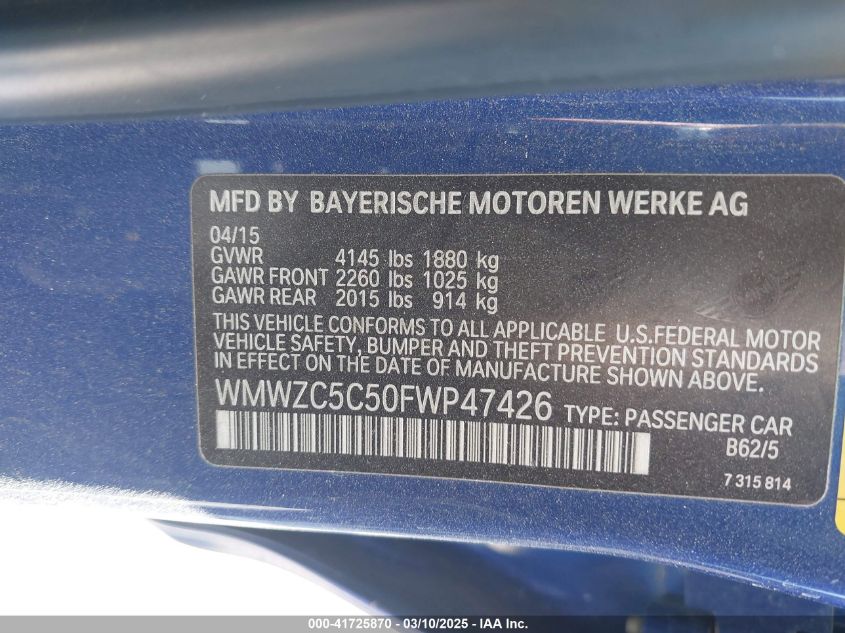 MFD BY BAYERISCHE MOTOREN WERKE AG
04/15
GVWR 4145 lbs 1880 kg
GAWR FRONT 2260 lbs 1025 kg
GAWR REAR 2015 lbs 914 kg
THIS VEHICLE CONFORMS TO ALL APPLICABLE U.S.FEDERAL MOTOR
VEHICLE SAFETY, BUMPER AND THEFT PREVENTION STANDARDS
IN EFFECT ON THE DATE OF MANUFACTURE SHOWN ABOVE.
WMWZC5C50FWP47426 TYPE: PASSENGER CAR
B62/5
7 315 814
000-41725870 - 03/10/2025 - IAAI - Copyright IAA, Inc.